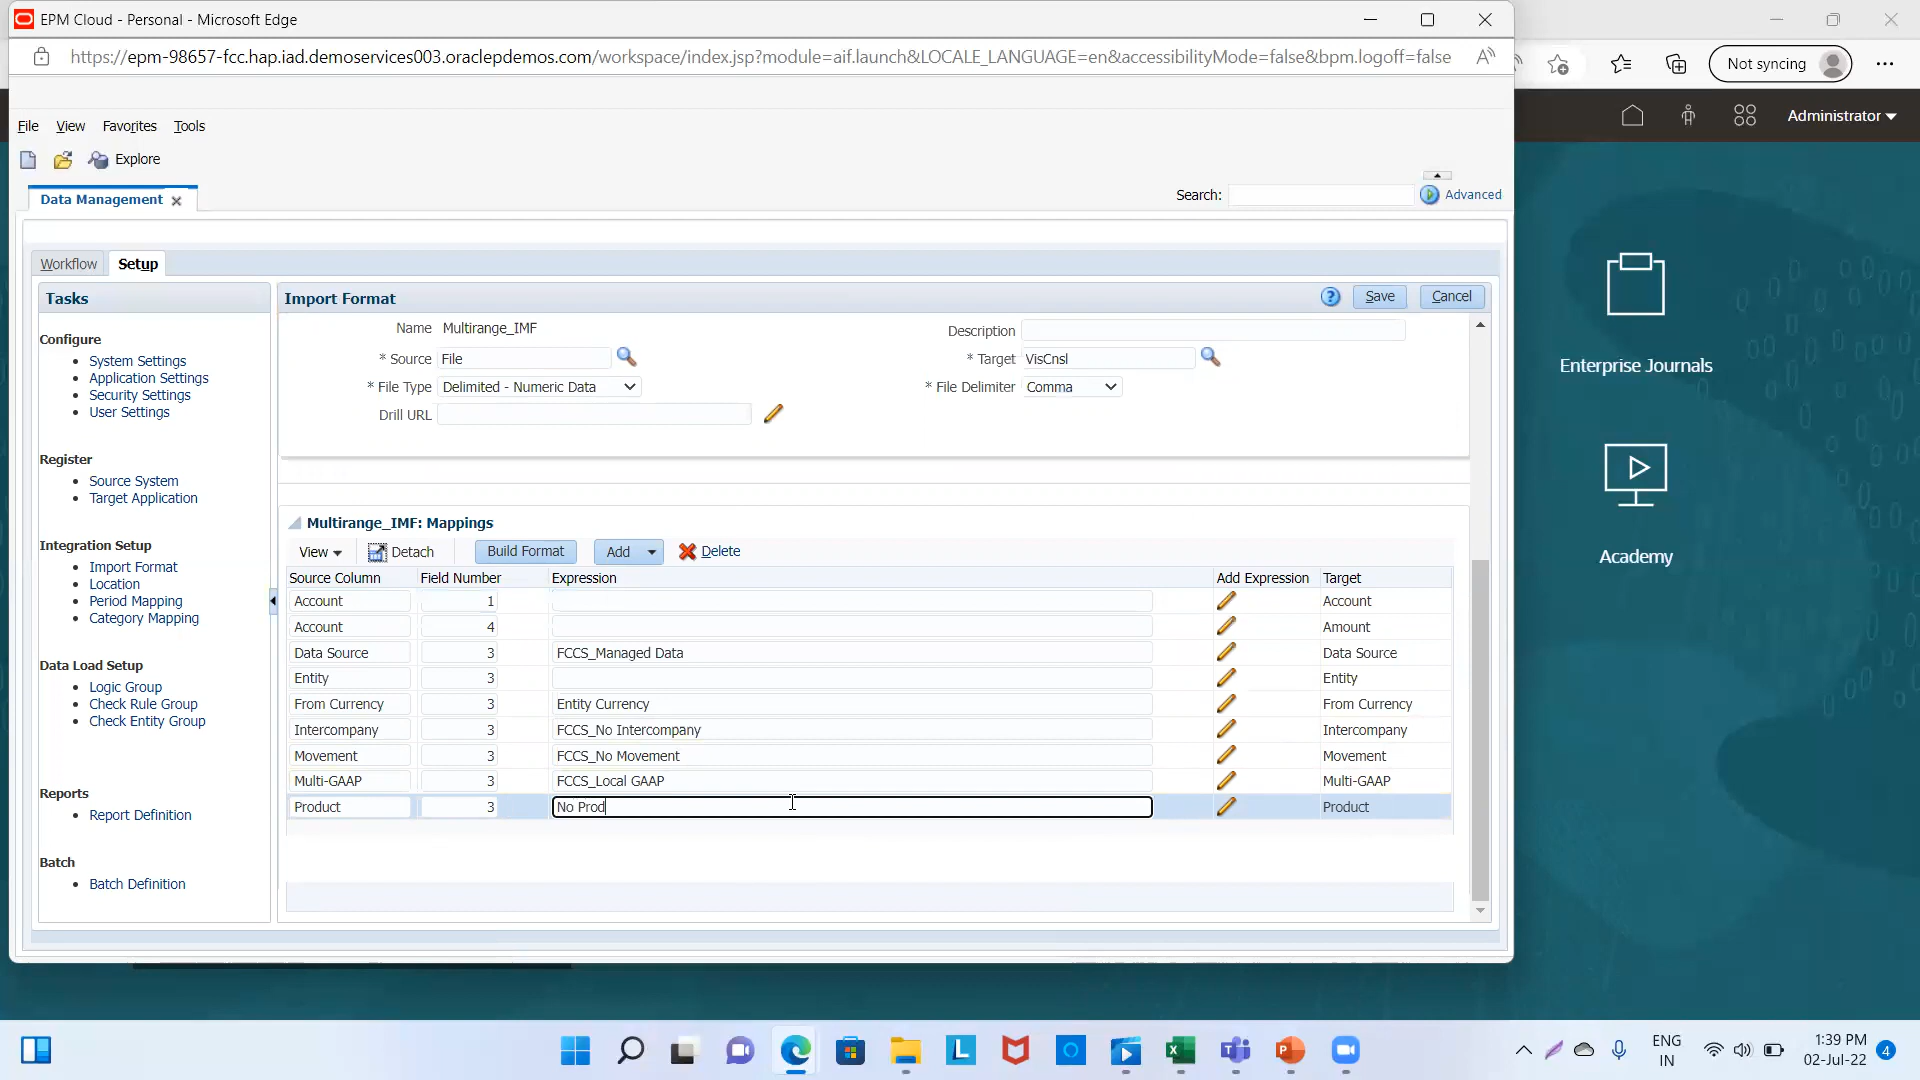 EPM Cloud - Personal - Microsoft Edge
https://epm-98657-fcc.hap.iad.demoservices003.oraclepdemos.com/workspace/index.jsp?module=aif.launch&LOCALE_LANGUAGE=en&accessibilityMode=false&bpm.logoff=false
Not syncing
Administrator
File View Favorites Tools
Explore
Data Management
Search:
Advanced
Workflow Setup
Tasks
Configure
System Settings
Application Settings
Security Settings
User Settings
Register
Source System
Target Application
Integration Setup
Import Format
Location
Period Mapping
Category Mapping
Data Load Setup
Logic Group
Check Rule Group
Check Entity Group
Reports
Report Definition
Batch
Batch Definition
Import Format
Save Cancel
Name Multirange_IMF
Description
* Source File
* Target VisCnsl
* File Type Delimited - Numeric Data
* File Delimiter Comma
Drill URL
Multirange_IMF: Mappings
View Detach Build Format Add Delete
Source Column Field Number Expression Add Expression Target
Account 1 Account
Account 4 Amount
Data Source 3 FCCS_Managed Data Data Source
Entity 3 Entity
From Currency 3 Entity Currency From Currency
Intercompany 3 FCCS_No Intercompany Intercompany
Movement 3 FCCS_No Movement Movement
Multi-GAAP 3 FCCS_Local GAAP Multi-GAAP
Product 3 No Prod Product
Enterprise Journals
Academy
ENG
IN
1:39 PM
02-Jul-22
4